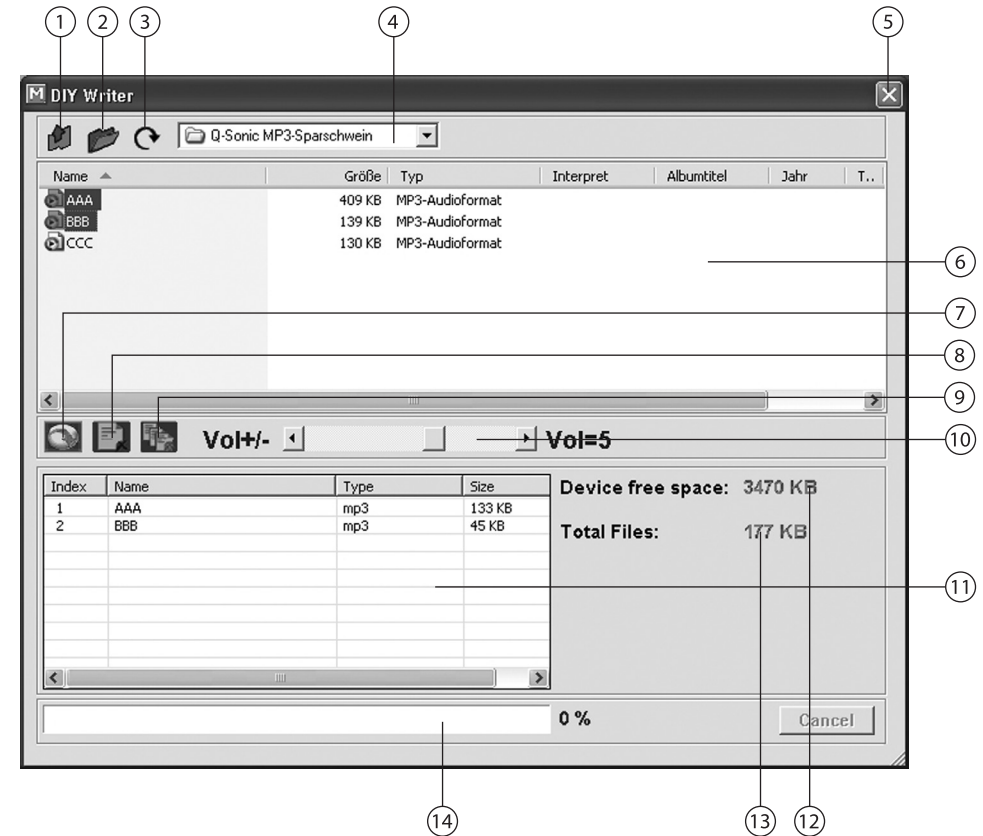 1 2 3 4 5
DIY Writer
Q-Sonic MP3-Sparschwein
Name Größe Typ Interpret Albumtitel Jahr T..
AAA 409 KB MP3-Audioformat
BBB 139 KB MP3-Audioformat
CCC 130 KB MP3-Audioformat
6
7
8
9
Vol+/- Vol=5 10
Index Name Type Size
1 AAA mp3 133 KB
2 BBB mp3 45 KB
Device free space: 3470 KB
Total Files: 177 KB
11
0 % Cancel
14 13 12